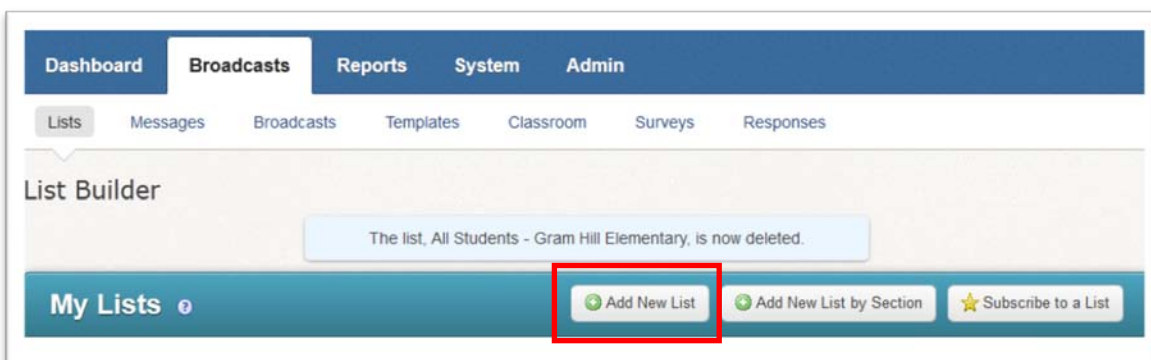 Dashboard Broadcasts Reports System Admin
Lists Messages Broadcasts Templates Classroom Surveys Responses
List Builder
The list, All Students - Gram Hill Elementary, is now deleted.
My Lists ? Add New List Add New List by Section Subscribe to a List